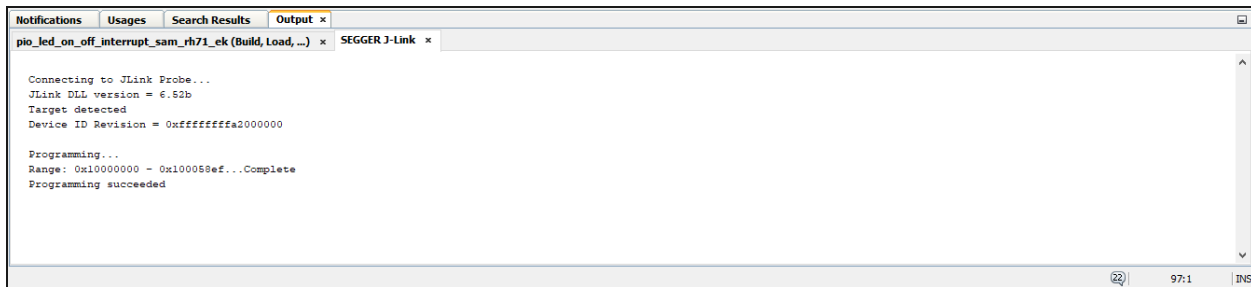 Notifications Usages Search Results Output ×
pio_led_on_off_interrupt_sam_rh71_ek (Build, Load, ...) × SEGGER J-Link ×
Connecting to JLink Probe...
JLink DLL version = 6.52b
Target detected
Device ID Revision = 0xffffffffa2000000
Programming...
Range: 0x10000000 - 0x100058ef...Complete
Programming succeeded
22 97:1 INS